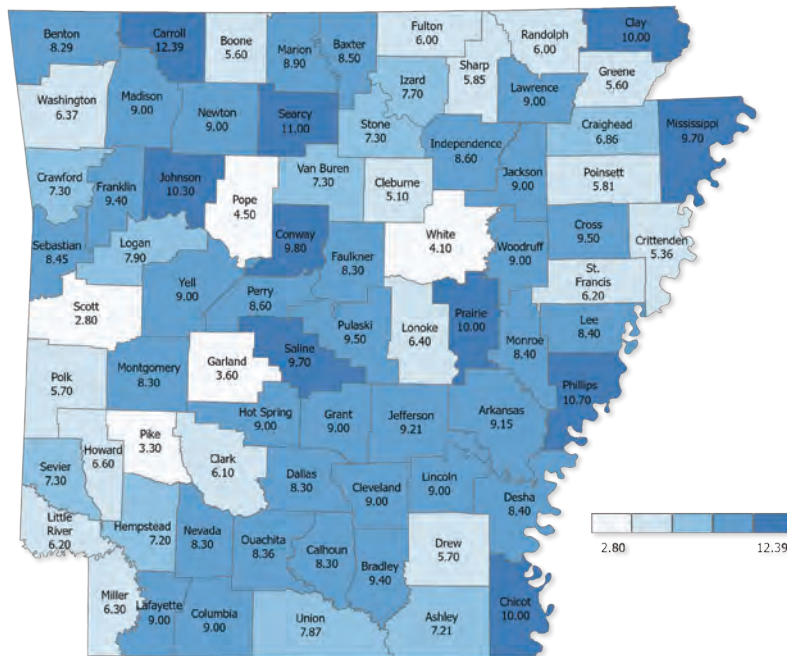 Benton
8.29
Carroll
12.39
Boone
5.60
Marion
8.90
Baxter
8.50
Fulton
6.00
Randolph
6.00
Clay
10.00
Washington
6.37
Madison
9.00
Newton
9.00
Searcy
11.00
Stone
7.30
Izard
7.70
Sharp
5.85
Lawrence
9.00
Greene
5.60
Independence
8.60
Craighead
6.86
Mississippi
9.70
Crawford
7.30
Franklin
9.40
Johnson
10.30
Pope
4.50
Van Buren
7.30
Cleburne
5.10
Jackson
9.00
Poinsett
5.81
Sebastian
8.45
Logan
7.90
Conway
9.80
Faulkner
8.30
White
4.10
Woodruff
9.00
Cross
9.50
Crittenden
5.36
Scott
2.80
Yell
9.00
Perry
8.60
Pulaski
9.50
Lonoke
6.40
Prairie
10.00
Monroe
8.40
St.
Francis
6.20
Lee
8.40
Phillips
10.70
Polk
5.70
Montgomery
8.30
Garland
3.60
Saline
9.70
Hot Spring
9.00
Grant
9.00
Jefferson
9.21
Arkansas
9.15
Sevier
7.30
Howard
6.60
Pike
3.30
Clark
6.10
Dallas
8.30
Cleveland
9.00
Lincoln
9.00
Desha
8.40
Little
River
6.20
Hempstead
7.20
Nevada
8.30
Ouachita
8.36
Calhoun
8.30
Bradley
9.40
Drew
5.70
Chicot
10.00
Miller
6.30
Lafayette
9.00
Columbia
9.00
Union
7.87
Ashley
7.21
2.80
12.39